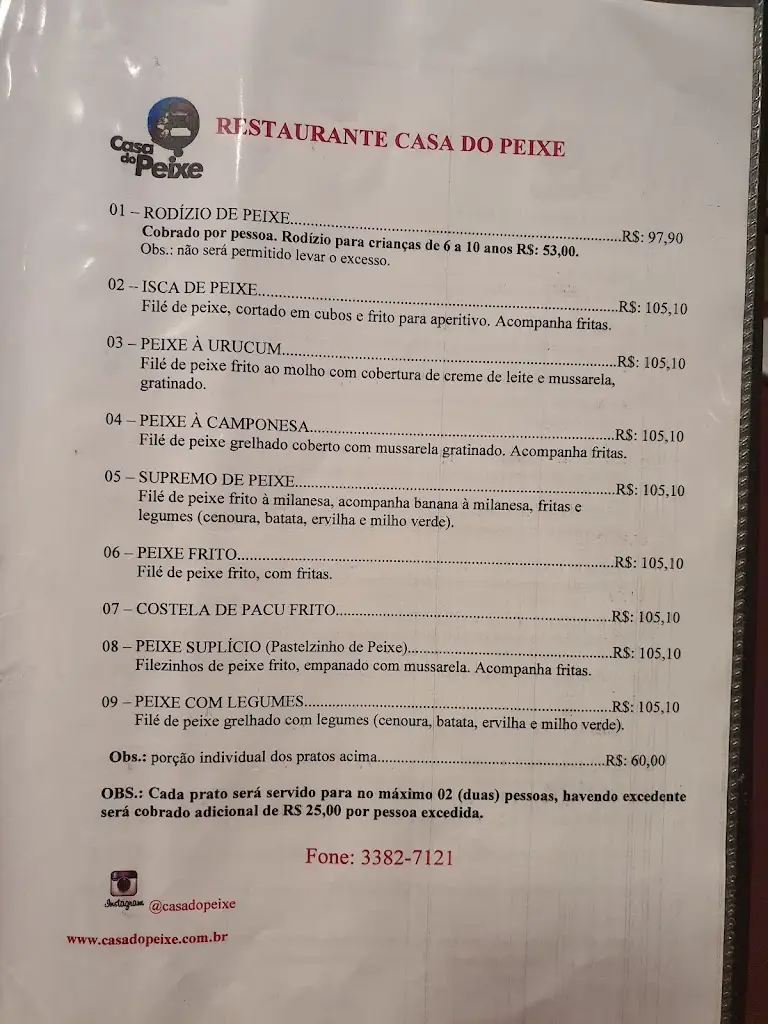 Casa
do Peixe
RESTAURANTE CASA DO PEIXE
01 – RODÍZIO DE PEIXE..........R$: 97,90
Cobrado por pessoa. Rodízio para crianças de 6 a 10 anos R$: 53,00.
Obs.: não será permitido levar o excesso.
02 – ISCA DE PEIXE..........R$: 105,10
Filé de peixe, cortado em cubos e frito para aperitivo. Acompanha fritas.
03 – PEIXE À URUCUM..........R$: 105,10
Filé de peixe frito ao molho com cobertura de creme de leite e mussarela,
gratinado.
04 – PEIXE À CAMPONESA..........R$: 105,10
Filé de peixe grelhado coberto com mussarela gratinado. Acompanha fritas.
05 – SUPREMO DE PEIXE..........R$: 105,10
Filé de peixe frito à milanesa, acompanha banana à milanesa, fritas e
legumes (cenoura, batata, ervilha e milho verde).
06 – PEIXE FRITO..........R$: 105,10
Filé de peixe frito, com fritas.
07 – COSTELA DE PACU FRITO..........R$: 105,10
08 – PEIXE SUPLÍCIO (Pastelzinho de Peixe)..........R$: 105,10
Filezinhos de peixe frito, empanado com mussarela. Acompanha fritas.
09 – PEIXE COM LEGUMES..........R$: 105,10
Filé de peixe grelhado com legumes (cenoura, batata, ervilha e milho verde).
Obs.: porção individual dos pratos acima..........R$: 60,00
OBS.: Cada prato será servido para no máximo 02 (duas) pessoas, havendo excedente
será cobrado adicional de R$ 25,00 por pessoa excedida.
Fone: 3382-7121
Instagram @casadopeixe
www.casadopeixe.com.br